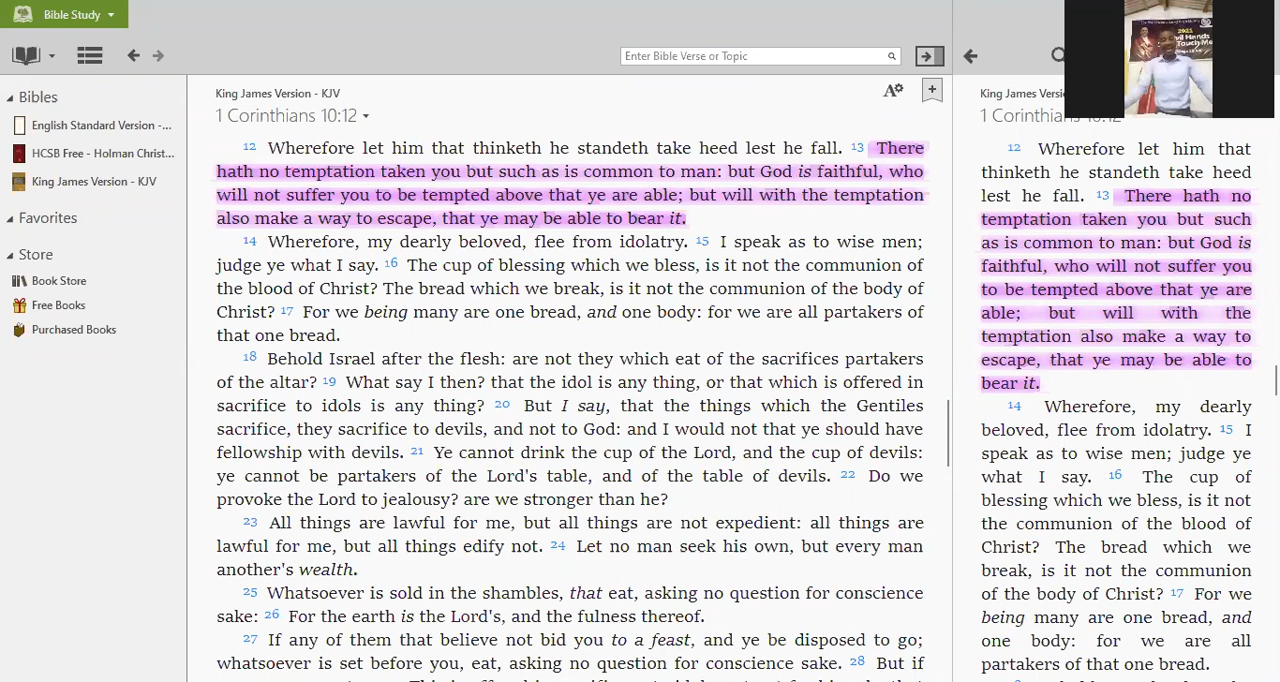 Bible Study
Enter Bible Verse or Topic
Bibles
English Standard Version -...
HCSB Free - Holman Christ...
King James Version - KJV
Favorites
Store
Book Store
Free Books
Purchased Books
King James Version - KJV
1 Corinthians 10:12
12 Wherefore let him that thinketh he standeth take heed lest he fall. 13 There
hath no temptation taken you but such as is common to man: but God is faithful, who
will not suffer you to be tempted above that ye are able; but will with the temptation
also make a way to escape, that ye may be able to bear it.
14 Wherefore, my dearly beloved, flee from idolatry. 15 I speak as to wise men;
judge ye what I say. 16 The cup of blessing which we bless, is it not the communion of
the blood of Christ? The bread which we break, is it not the communion of the body of
Christ? 17 For we being many are one bread, and one body: for we are all partakers of
that one bread.
18 Behold Israel after the flesh: are not they which eat of the sacrifices partakers
of the altar? 19 What say I then? that the idol is any thing, or that which is offered in
sacrifice to idols is any thing? 20 But I say, that the things which the Gentiles
sacrifice, they sacrifice to devils, and not to God: and I would not that ye should have
fellowship with devils. 21 Ye cannot drink the cup of the Lord, and the cup of devils:
ye cannot be partakers of the Lord's table, and of the table of devils. 22 Do we
provoke the Lord to jealousy? are we stronger than he?
23 All things are lawful for me, but all things are not expedient: all things are
lawful for me, but all things edify not. 24 Let no man seek his own, but every man
another's wealth.
25 Whatsoever is sold in the shambles, that eat, asking no question for conscience
sake: 26 For the earth is the Lord's, and the fulness thereof.
27 If any of them that believe not bid you to a feast, and ye be disposed to go;
whatsoever is set before you, eat, asking no question for conscience sake. 28 But if
King James
1 Corinthians 10:12
12 Wherefore let him that
thinketh he standeth take heed
lest he fall. 13 There hath no
temptation taken you but such
as is common to man: but God is
faithful, who will not suffer you
to be tempted above that ye are
able; but will with the
temptation also make a way to
escape, that ye may be able to
bear it.
14 Wherefore, my dearly
beloved, flee from idolatry. 15 I
speak as to wise men; judge ye
what I say. 16 The cup of
blessing which we bless, is it not
the communion of the blood of
Christ? The bread which we
break, is it not the communion
of the body of Christ? 17 For we
being many are one bread, and
one body: for we are all
partakers of that one bread.
2021
Hands
Touch Me